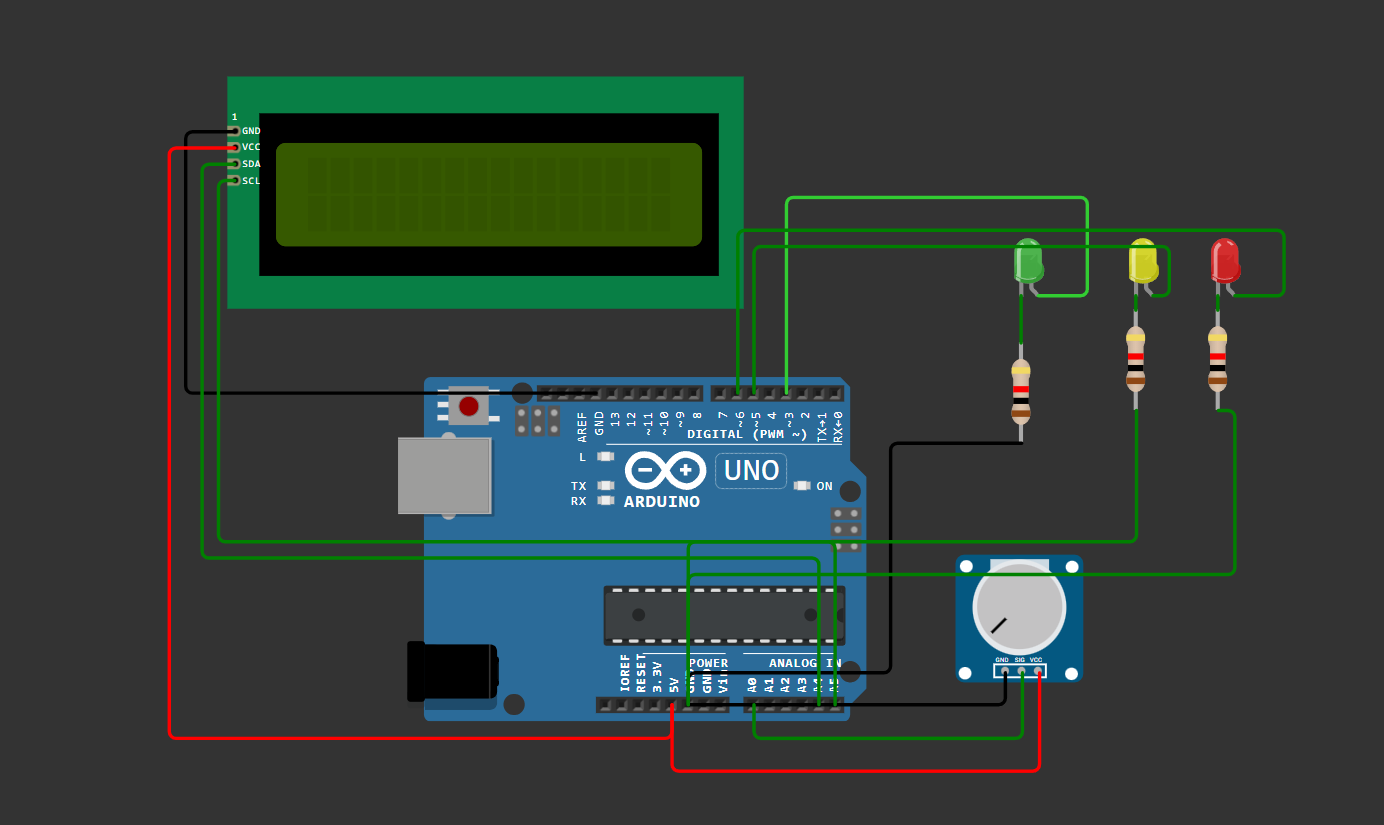 1
GND
VCC
SDA
SCL
AREF
GND
13
12
~11
~10
~9
8
7
~6
~5
4
~3
2
TX→1
RX←0
DIGITAL (PWM ~)
L
TX
RX
UNO
ON
ARDUINO
GND SIG VCC
POWER
ANALOG IN
IOREF
RESET
3.3V
5V
GND
GND
Vin
A0
A1
A2
A3
A4
A5